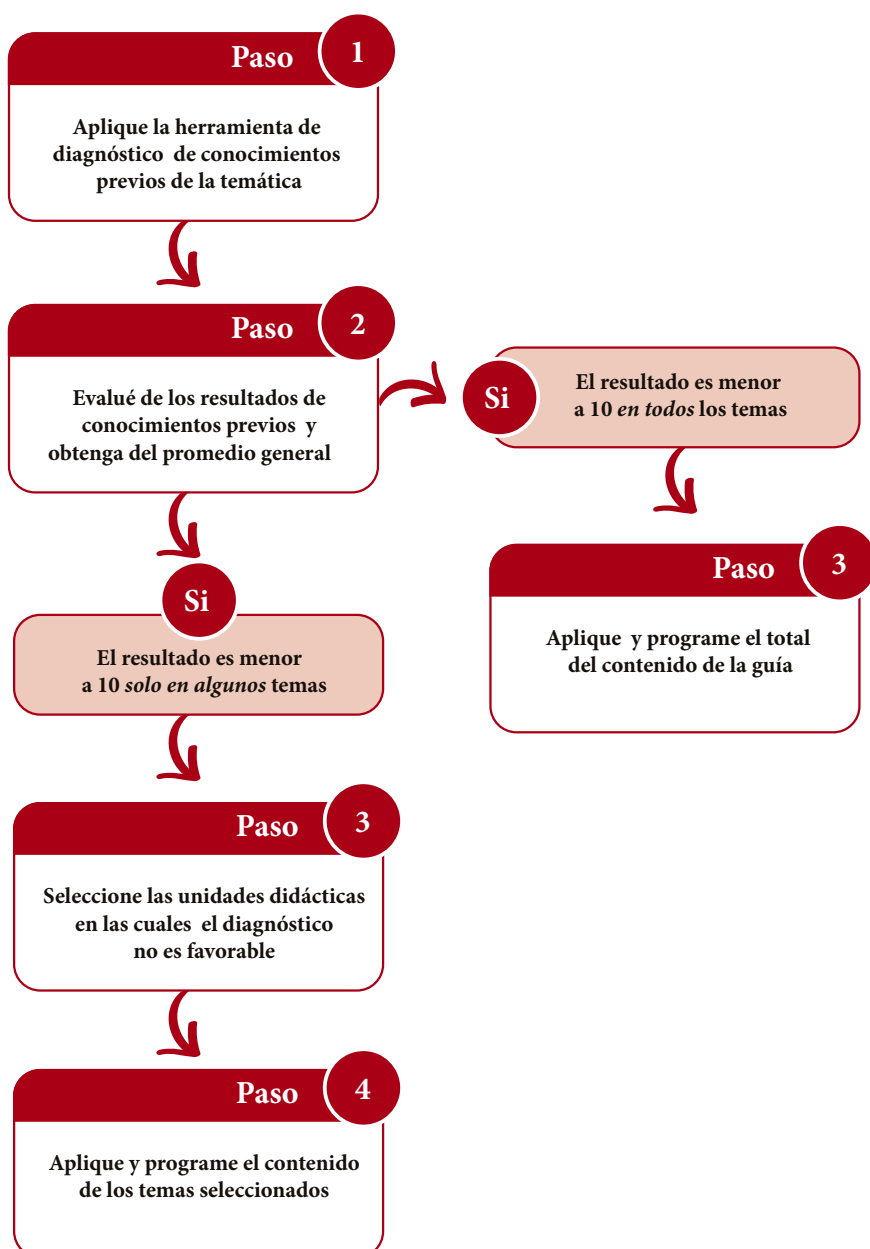 Paso 1
Aplique la herramienta de
diagnóstico de conocimientos
previos de la temática
Paso 2
Evalué de los resultados de
conocimientos previos y
obtenga del promedio general
Si
El resultado es menor
a 10 en todos los temas
Paso 3
Aplique y programe el total
del contenido de la guía
Si
El resultado es menor
a 10 solo en algunos temas
Paso 3
Seleccione las unidades didácticas
en las cuales el diagnóstico
no es favorable
Paso 4
Aplique y programe el contenido
de los temas seleccionados